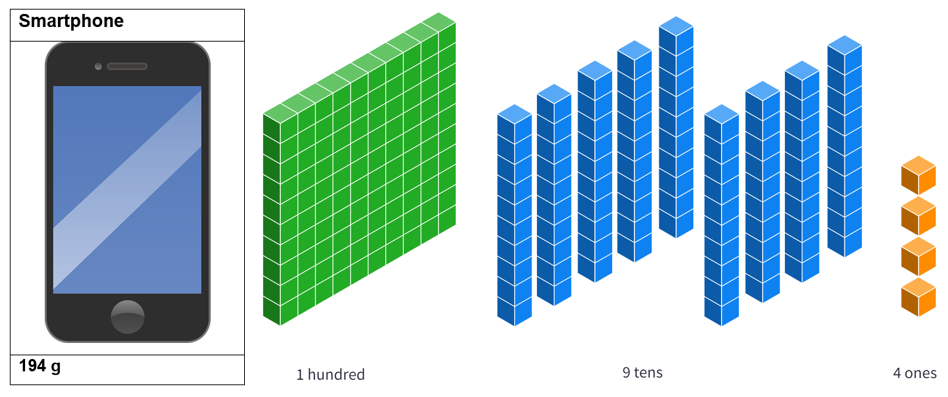 Smartphone
194 g
1 hundred
9 tens
4 ones